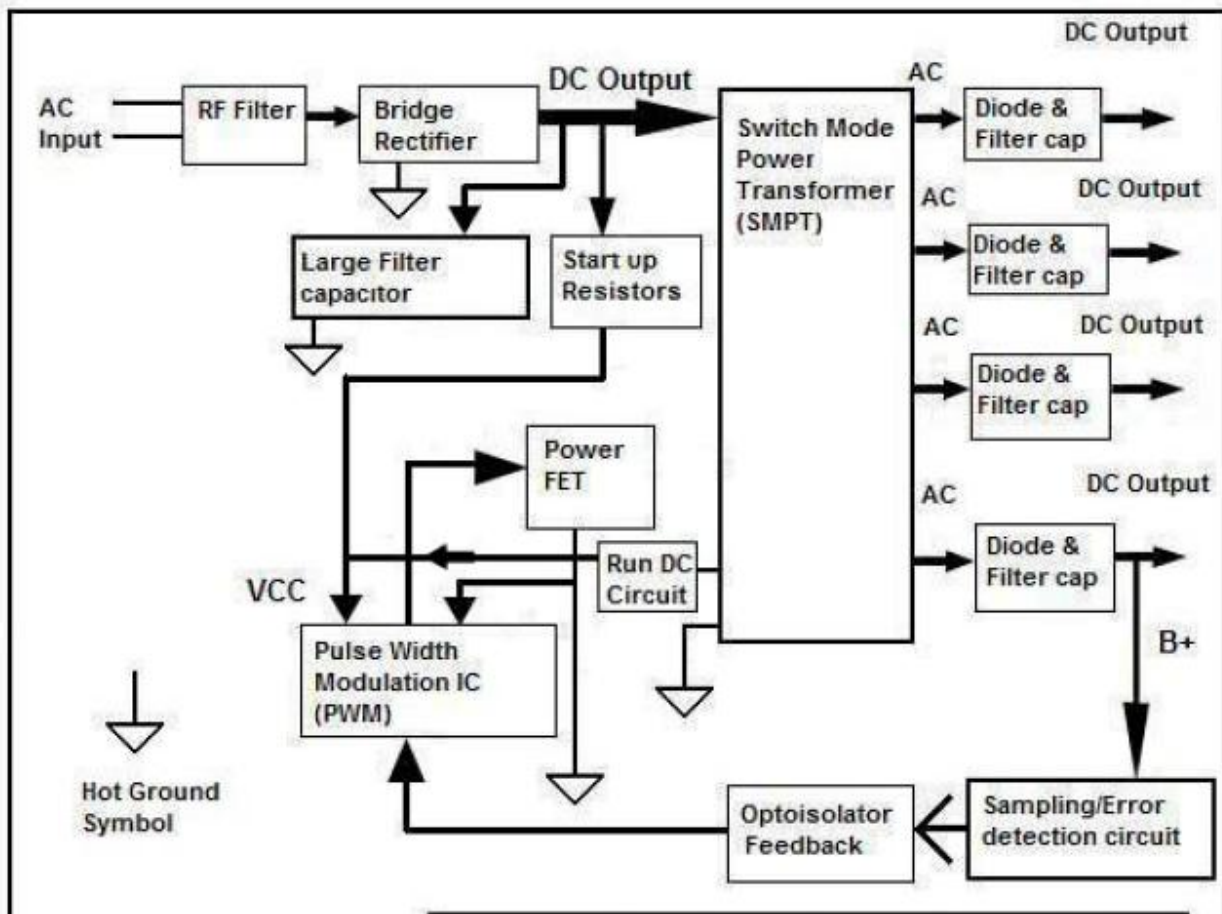 DC Output
DC Output
AC
AC
Input
RF Filter
Bridge
Rectifier
Switch Mode
Power
Transformer
(SMPT)
Diode &
Filter cap
DC Output
AC
Large Filter
capacitor
Start up
Resistors
Diode &
Filter cap
AC
DC Output
Diode &
Filter cap
Power
FET
AC
DC Output
Run DC
Circuit
Diode &
Filter cap
VCC
B+
Pulse Width
Modulation IC
(PWM)
Hot Ground
Symbol
Optoisolator
Feedback
Sampling/Error
detection circuit